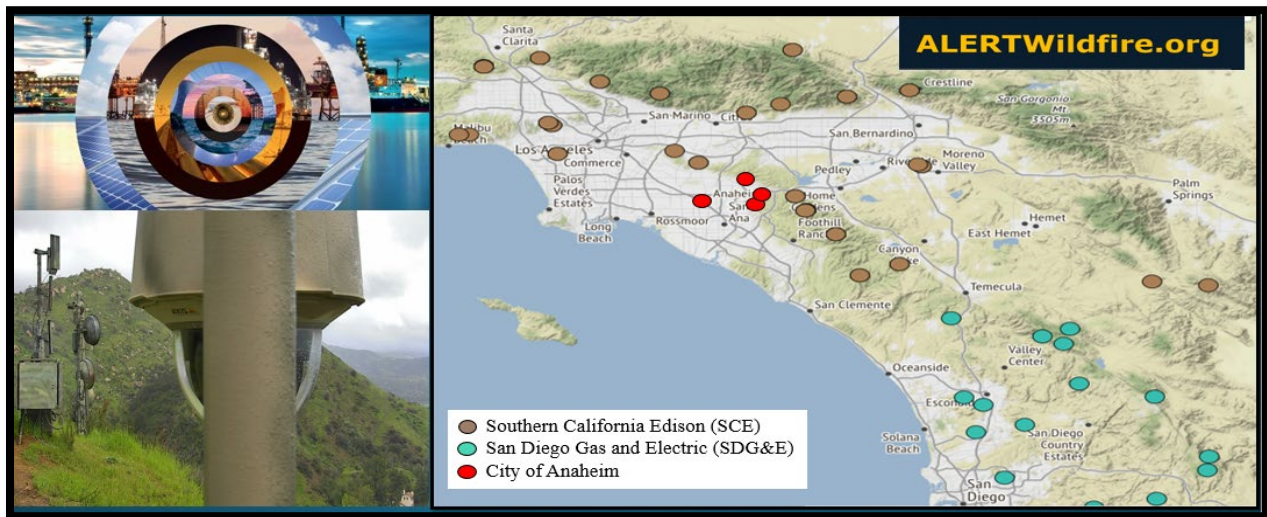 ALERTWildfire.org
Santa
Clarita
Crestline
San Gorgonio
Mt.
3505m
San Marino
City
San Bernardino
Malibu
Beach
Los Angeles
Commerce
Pedley
Moreno
Valley
Palos
Verdes
Estates
Anaheim
Home
Palm
Springs
Rossmoor
Santa
Ana
Foothill
Ranch
Hemet
Long
Beach
East Hemet
Canyon
Temecula
San Clemente
Valley
Center
Oceanside
Solana
Beach
San Diego
Country
Estates
San
Diego
Southern California Edison (SCE)
San Diego Gas and Electric (SDG&E)
City of Anaheim